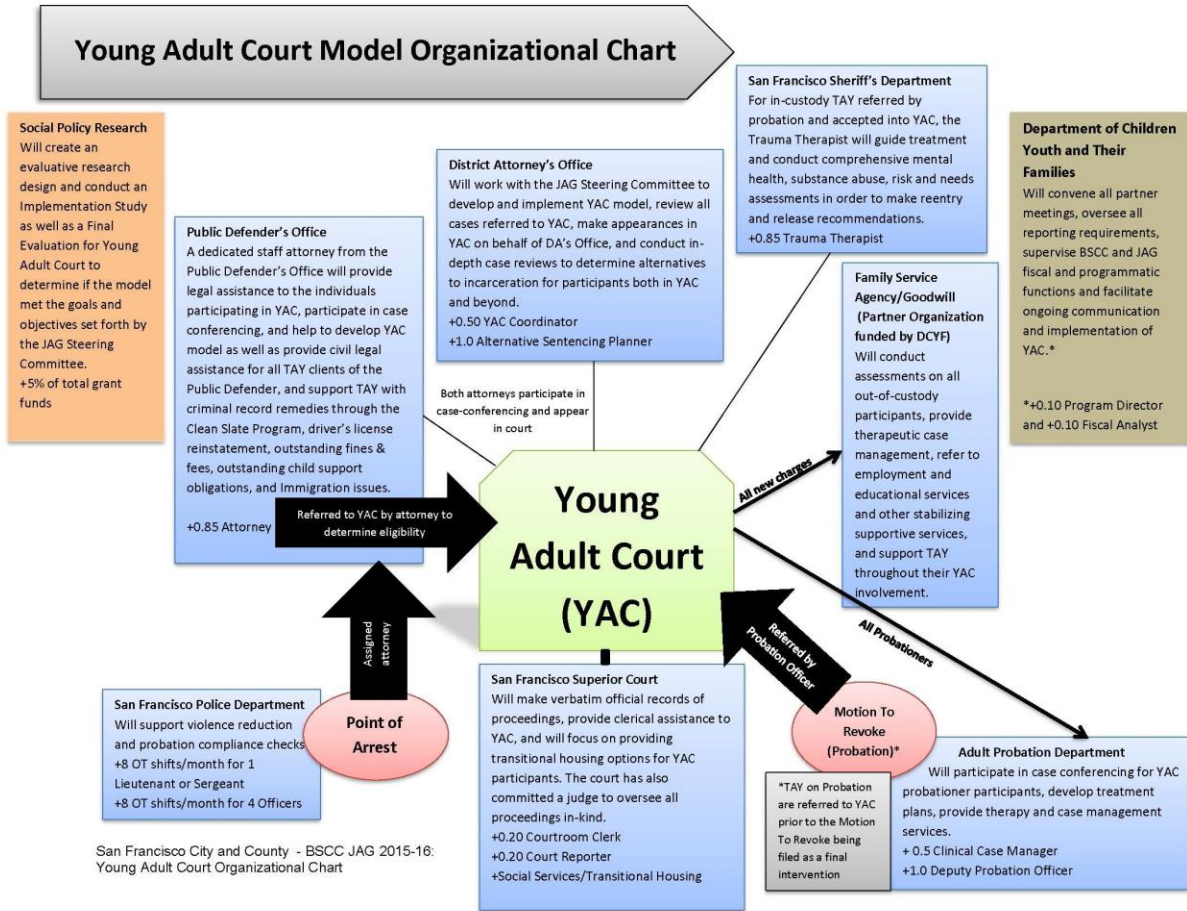 Young Adult Court Model Organizational Chart
Social Policy Research
Will create an
evaluative research
design and conduct an
Implementation Study
as well as a Final
Evaluation for Young
Adult Court to
determine if the model
met the goals and
objectives set forth by
the JAG Steering
Committee.
+5% of total grant
funds
Public Defender's Office
A dedicated staff attorney from the
Public Defender's Office will provide
legal assistance to the individuals
participating in YAC, participate in case
conferencing, and help to develop YAC
model as well as provide civil legal
assistance for all TAY clients of the
Public Defender, and support TAY with
criminal record remedies through the
Clean Slate Program, driver's license
reinstatement, outstanding fines &
fees, outstanding child support
obligations, and Immigration issues.
+0.85 Attorney
District Attorney's Office
Will work with the JAG Steering Committee to
develop and implement YAC model, review all
cases referred to YAC, make appearances in
YAC on behalf of DA's Office, and conduct in-
depth case reviews to determine alternatives
to incarceration for participants both in YAC
and beyond.
+0.50 YAC Coordinator
+1.0 Alternative Sentencing Planner
San Francisco Sheriff's Department
For in-custody TAY referred by
probation and accepted into YAC, the
Trauma Therapist will guide treatment
and conduct comprehensive mental
health, substance abuse, risk and needs
assessments in order to make reentry
and release recommendations.
+0.85 Trauma Therapist
Department of Children
Youth and Their
Families
Will convene all partner
meetings, oversee all
reporting requirements,
supervise BSCC and JAG
fiscal and programmatic
functions and facilitate
ongoing communication
and implementation of
YAC.*
*+0.10 Program Director
and +0.10 Fiscal Analyst
Family Service
Agency/Goodwill
(Partner Organization
funded by DCYF)
Will conduct
assessments on all
out-of-custody
participants, provide
therapeutic case
management, refer to
employment and
educational services
and other stabilizing
supportive services,
and support TAY
throughout their YAC
involvement.
Both attorneys participate in
case-conferencing and appear
in court
Referred to YAC by attorney to
determine eligibility
Young
Adult Court
(YAC)
All new charges
All Probationers
Assigned
attorney
Referred by
Probation Officer
San Francisco Police Department
Will support violence reduction
and probation compliance checks
+8 OT shifts/month for 1
Lieutenant or Sergeant
+8 OT shifts/month for 4 Officers
Point of
Arrest
San Francisco Superior Court
Will make verbatim official records of
proceedings, provide clerical assistance to
YAC, and will focus on providing
transitional housing options for YAC
participants. The court has also
committed a judge to oversee all
proceedings in-kind.
+0.20 Courtroom Clerk
+0.20 Court Reporter
+Social Services/Transitional Housing
Motion To
Revoke
(Probation)*
*TAY on Probation
are referred to YAC
prior to the Motion
To Revoke being
filed as a final
intervention
Adult Probation Department
Will participate in case conferencing for YAC
probationer participants, develop treatment
plans, provide therapy and case management
services.
+ 0.5 Clinical Case Manager
+1.0 Deputy Probation Officer
San Francisco City and County - BSCC JAG 2015-16:
Young Adult Court Organizational Chart